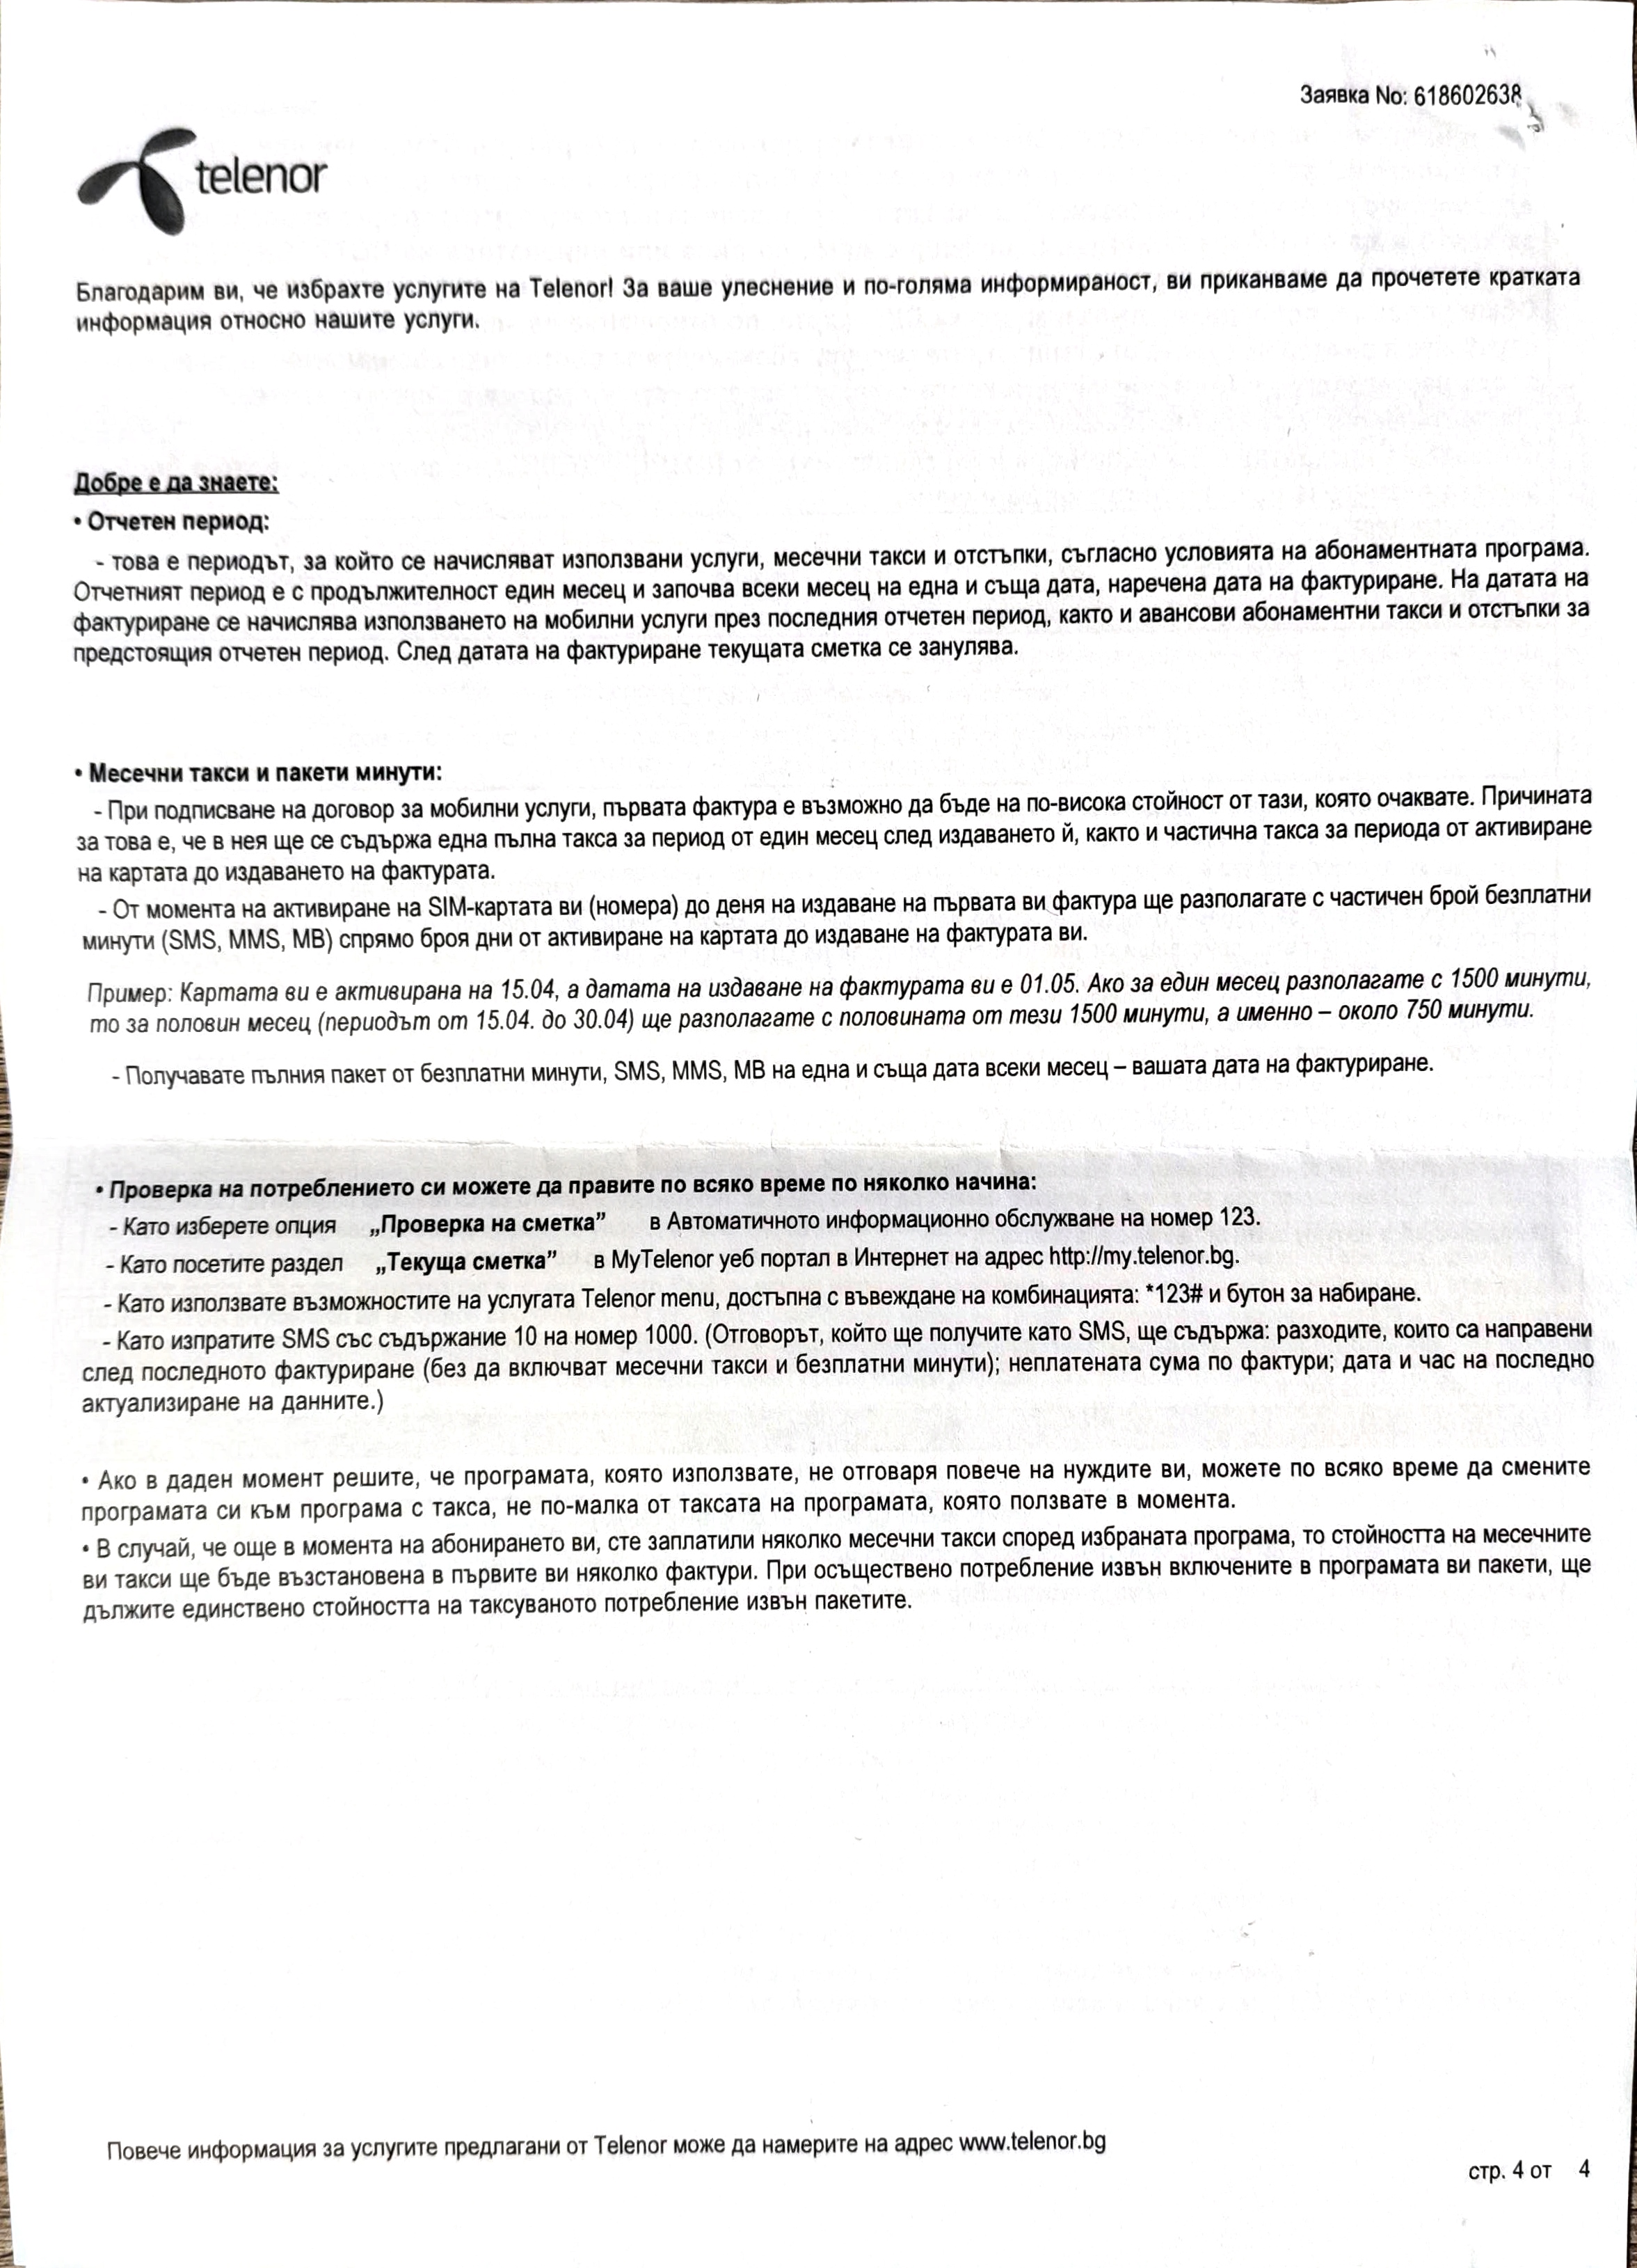 Заявка No: 618602638
telenor
Благодарим ви, че избрахте услугите на Telenor! За ваше улеснение и по-голяма информираност, ви приканваме да прочетете кратката
информация относно нашите услуги.
Добре е да знаете:
• Отчетен период:
- това е периодът, за който се начисляват използвани услуги, месечни такси и отстъпки, съгласно условията на абонаментната програма.
Отчетният период е с продължителност един месец и започва всеки месец на една и съща дата, наречена дата на фактуриране. На датата на
фактуриране се начислява използването на мобилни услуги през последния отчетен период, както и авансови абонаментни такси и отстъпки за
предстоящия отчетен период. След датата на фактуриране текущата сметка се занулява.
• Месечни такси и пакети минути:
- При подписване на договор за мобилни услуги, първата фактура е възможно да бъде на по-висока стойност от тази, която очаквате. Причината
за това е, че в нея ще се съдържа една пълна такса за период от един месец след издаването й, както и частична такса за периода от активиране
на картата до издаването на фактурата.
- От момента на активиране на SIM-картата ви (номера) до деня на издаване на първата ви фактура ще разполагате с частичен брой безплатни
минути (SMS, MMS, MB) спрямо броя дни от активиране на картата до издаване на фактурата ви.
Пример: Картата ви е активирана на 15.04, а датата на издаване на фактурата ви е 01.05. Ако за един месец разполагате с 1500 минути,
то за половин месец (периодът от 15.04. до 30.04) ще разполагате с половината от тези 1500 минути, а именно – около 750 минути.
- Получавате пълния пакет от безплатни минути, SMS, MMS, MB на една и съща дата всеки месец – вашата дата на фактуриране.
• Проверка на потреблението си можете да правите по всяко време по няколко начина:
- Като изберете опция „Проверка на сметка” в Автоматичното информационно обслужване на номер 123.
- Като посетите раздел „Текуща сметка” в MyTelenor уеб портал в Интернет на адрес http://my.telenor.bg.
- Като използвате възможностите на услугата Telenor menu, достъпна с въвеждане на комбинацията: *123# и бутон за набиране.
- Като изпратите SMS със съдържание 10 на номер 1000. (Отговорът, който ще получите като SMS, ще съдържа: разходите, които са направени
след последното фактуриране (без да включват месечни такси и безплатни минути); неплатената сума по фактури; дата и час на последно
актуализиране на данните.)
• Ако в даден момент решите, че програмата, която използвате, не отговаря повече на нуждите ви, можете по всяко време да смените
програмата си към програма с такса, не по-малка от таксата на програмата, която ползвате в момента.
• В случай, че още в момента на абонирането ви, сте заплатили няколко месечни такси според избраната програма, то стойността на месечните
ви такси ще бъде възстановена в първите ви няколко фактури. При осъществено потребление извън включените в програмата ви пакети, ще
дължите единствено стойността на таксуваното потребление извън пакетите.
Повече информация за услугите предлагани от Telenor може да намерите на адрес www.telenor.bg
стр. 4 от 4